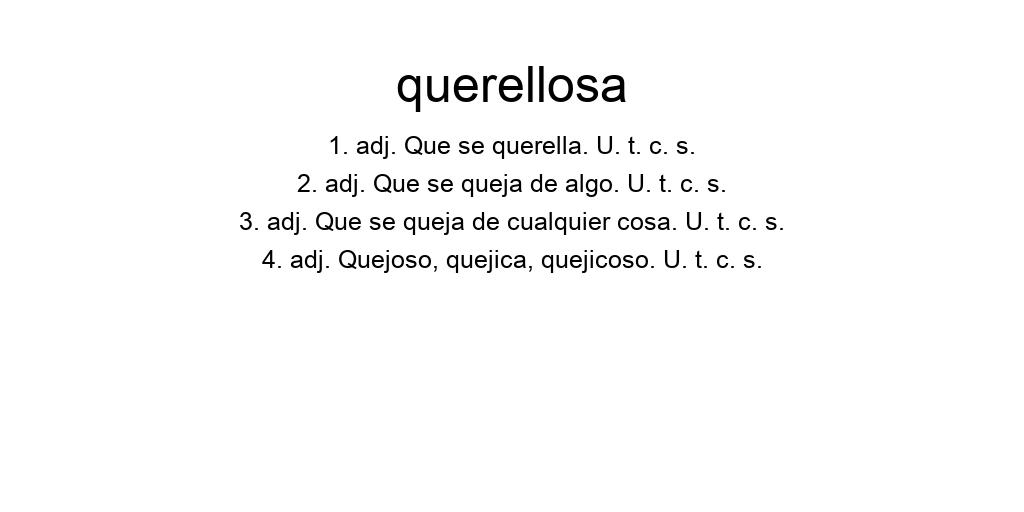 querellosa
1. adj. Que se querella. U. t. c. s.
2. adj. Que se queja de algo. U. t. c. s.
3. adj. Que se queja de cualquier cosa. U. t. c. s.
4. adj. Quejoso, quejica, quejicoso. U. t. c. s.